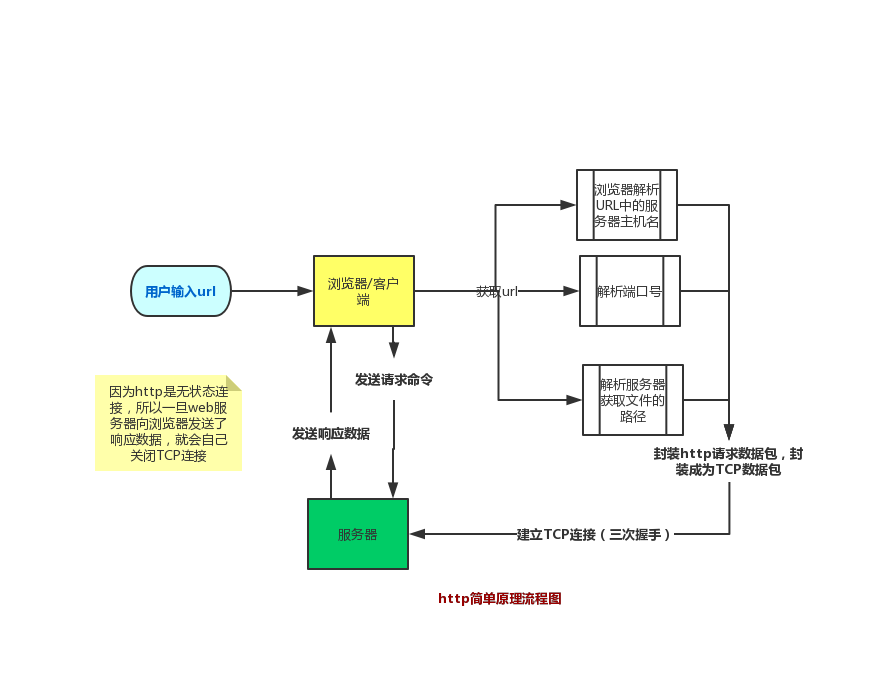 浏览器解析
URL中的服
务器主机名
用户输入url
浏览器/客户
端
获取url
解析端口号
发送请求命令
解析服务器
获取文件的
路径
因为http是无状态连
接，所以一旦web服
务器向浏览器发送了
响应数据，就会自己
关闭TCP连接
发送响应数据
封装http请求数据包，封
装成为TCP数据包
服务器
建立TCP连接（三次握手）
http简单原理流程图